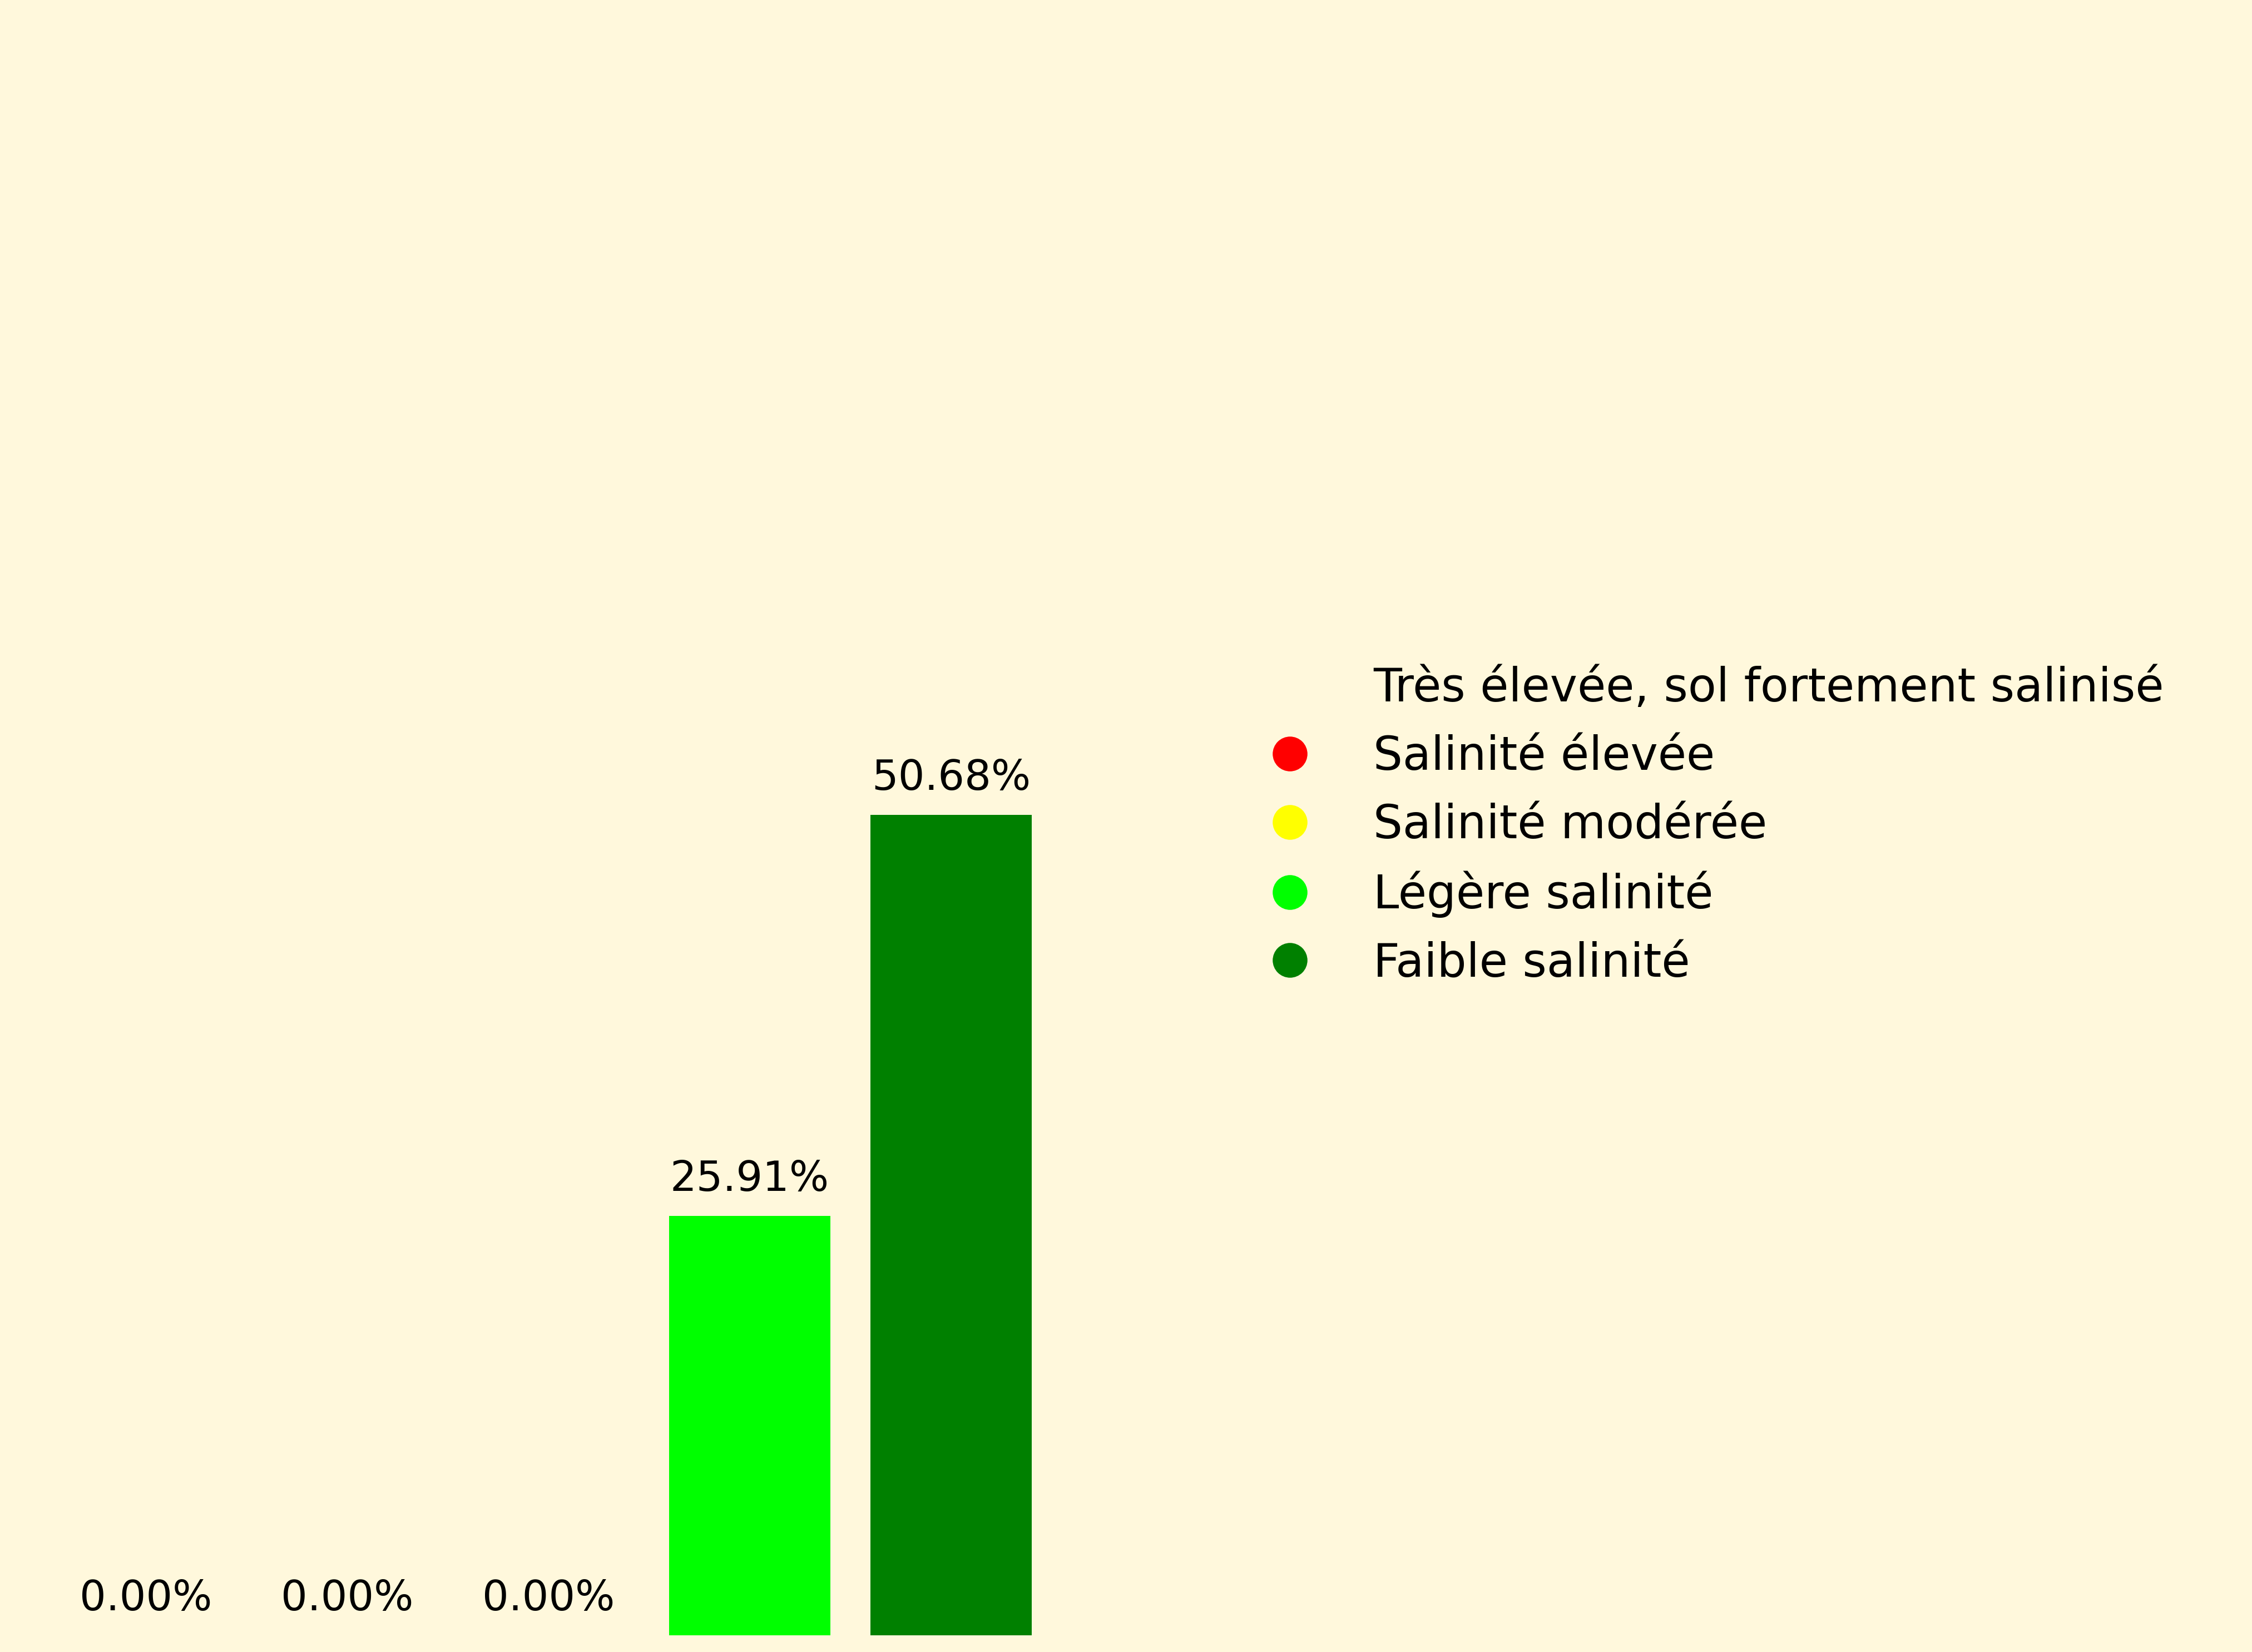 50.68%
25.91%
0.00% 0.00% 0.00%
Très élevée, sol fortement salinisé
Salinité élevée
Salinité modérée
Légère salinité
Faible salinité